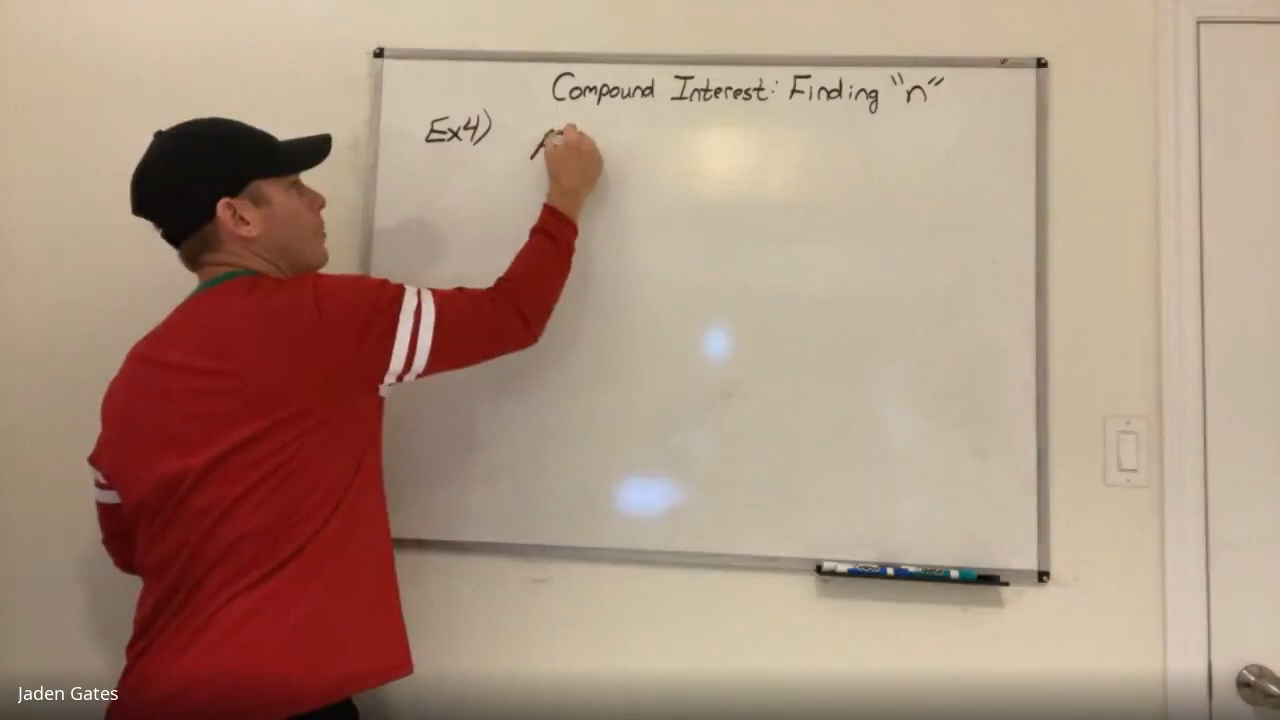 Compound Interest: Finding "n"
Ex4)
Jaden Gates